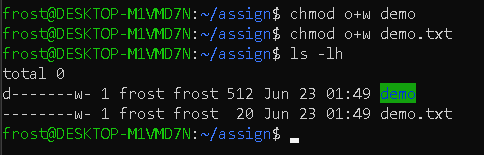 frost@DESKTOP-M1VMD7N:~/assign$ chmod o+w demo
frost@DESKTOP-M1VMD7N:~/assign$ chmod o+w demo.txt
frost@DESKTOP-M1VMD7N:~/assign$ ls -lh
total 0
d-------w- 1 frost frost 512 Jun 23 01:49 demo
--------w- 1 frost frost  20 Jun 23 01:49 demo.txt
frost@DESKTOP-M1VMD7N:~/assign$